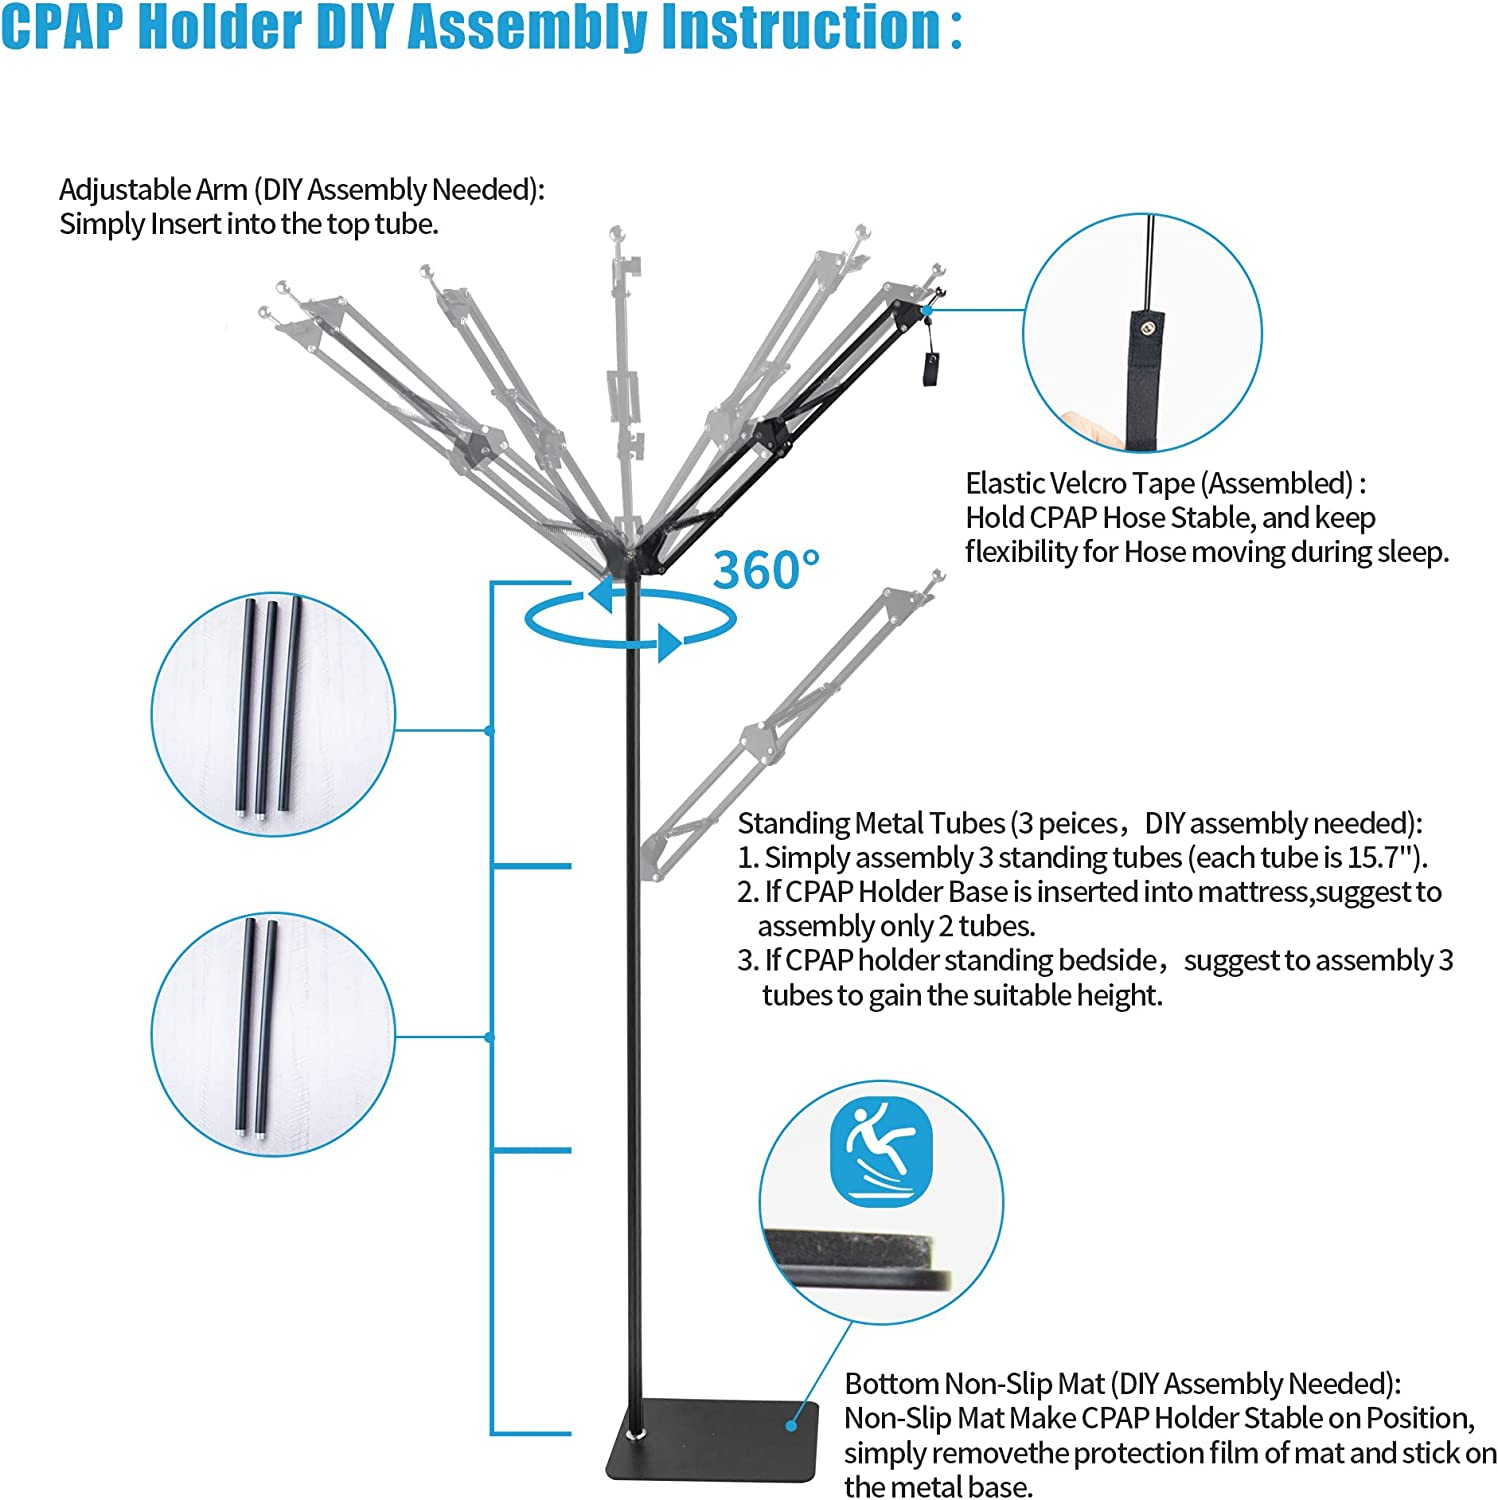 CPAP Holder DIY Assembly Instruction：
Adjustable Arm (DIY Assembly Needed):
Simply Insert into the top tube.
360°
Elastic Velcro Tape (Assembled) :
Hold CPAP Hose Stable, and keep
flexibility for Hose moving during sleep.
Standing Metal Tubes (3 peices，DIY assembly needed):
1. Simply assembly 3 standing tubes (each tube is 15.7").
2. If CPAP Holder Base is inserted into mattress,suggest to
assembly only 2 tubes.
3. If CPAP holder standing bedside，suggest to assembly 3
tubes to gain the suitable height.
Bottom Non-Slip Mat (DIY Assembly Needed):
Non-Slip Mat Make CPAP Holder Stable on Position,
simply removethe protection film of mat and stick on
the metal base.